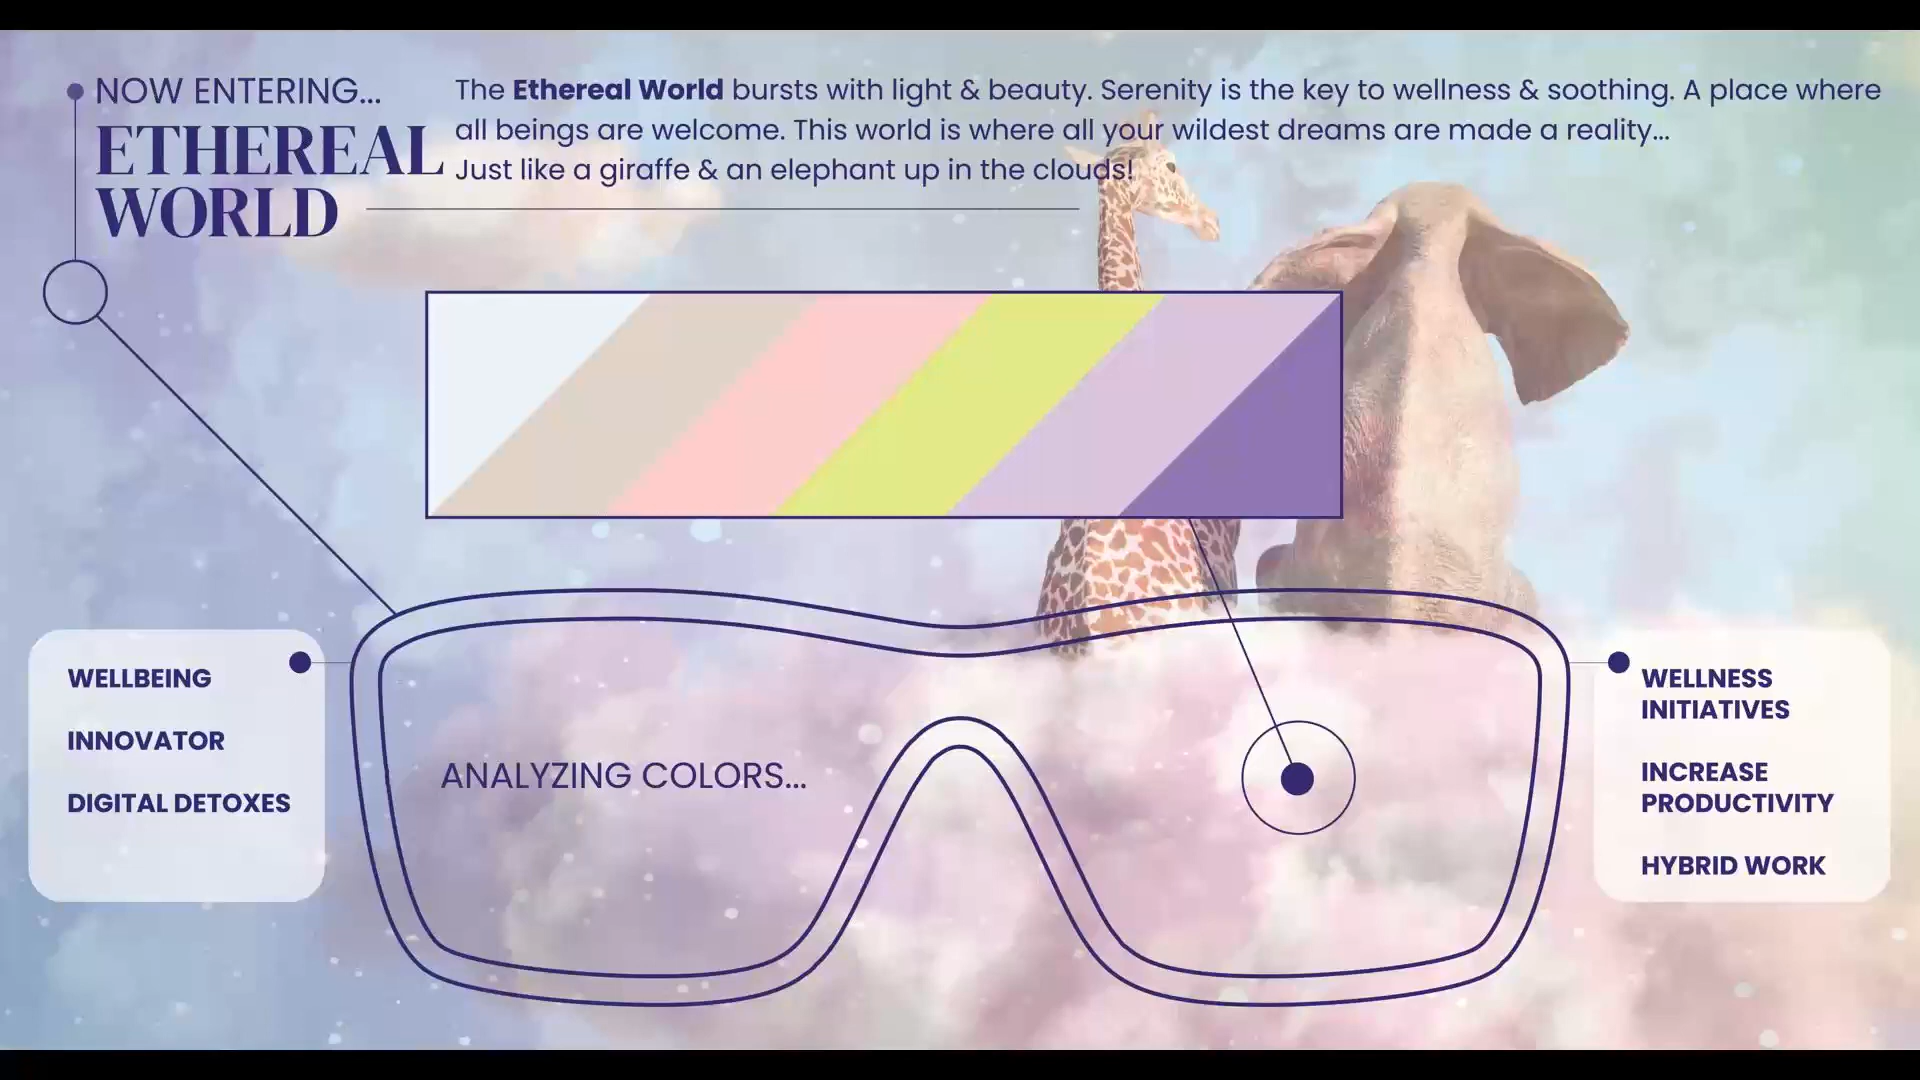 NOW ENTERING...
ETHEREAL
WORLD
The Ethereal World bursts with light & beauty. Serenity is the key to wellness & soothing. A place where
all beings are welcome. This world is where all your wildest dreams are made a reality...
Just like a giraffe & an elephant up in the clouds!
WELLBEING
INNOVATOR
DIGITAL DETOXES
ANALYZING COLORS...
WELLNESS
INITIATIVES
INCREASE
PRODUCTIVITY
HYBRID WORK